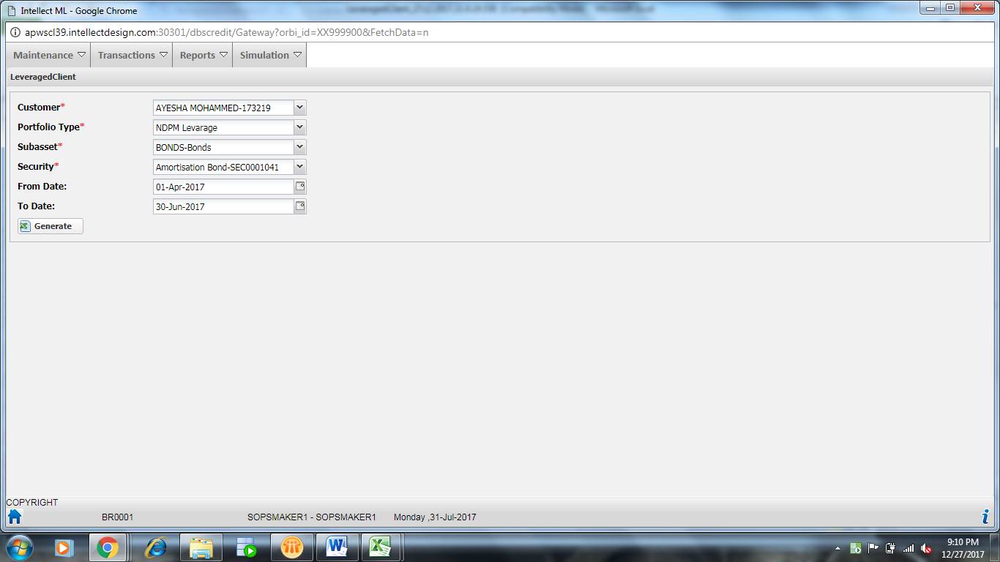 Intellect ML - Google Chrome
apwscl39.intellectdesign.com:30301/dbscredit/Gateway?orbi_id=XX999900&FetchData=n
Maintenance Transactions Reports Simulation
LeveragedClient
Customer* AYESHA MOHAMMED-173219
Portfolio Type* NDPM Levarage
Subasset* BONDS-Bonds
Security* Amortisation Bond-SEC0001041
From Date: 01-Apr-2017
To Date: 30-Jun-2017
Generate
COPYRIGHT
BR0001 SOPSMAKER1 - SOPSMAKER1 Monday ,31-Jul-2017
9:10 PM
12/27/2017